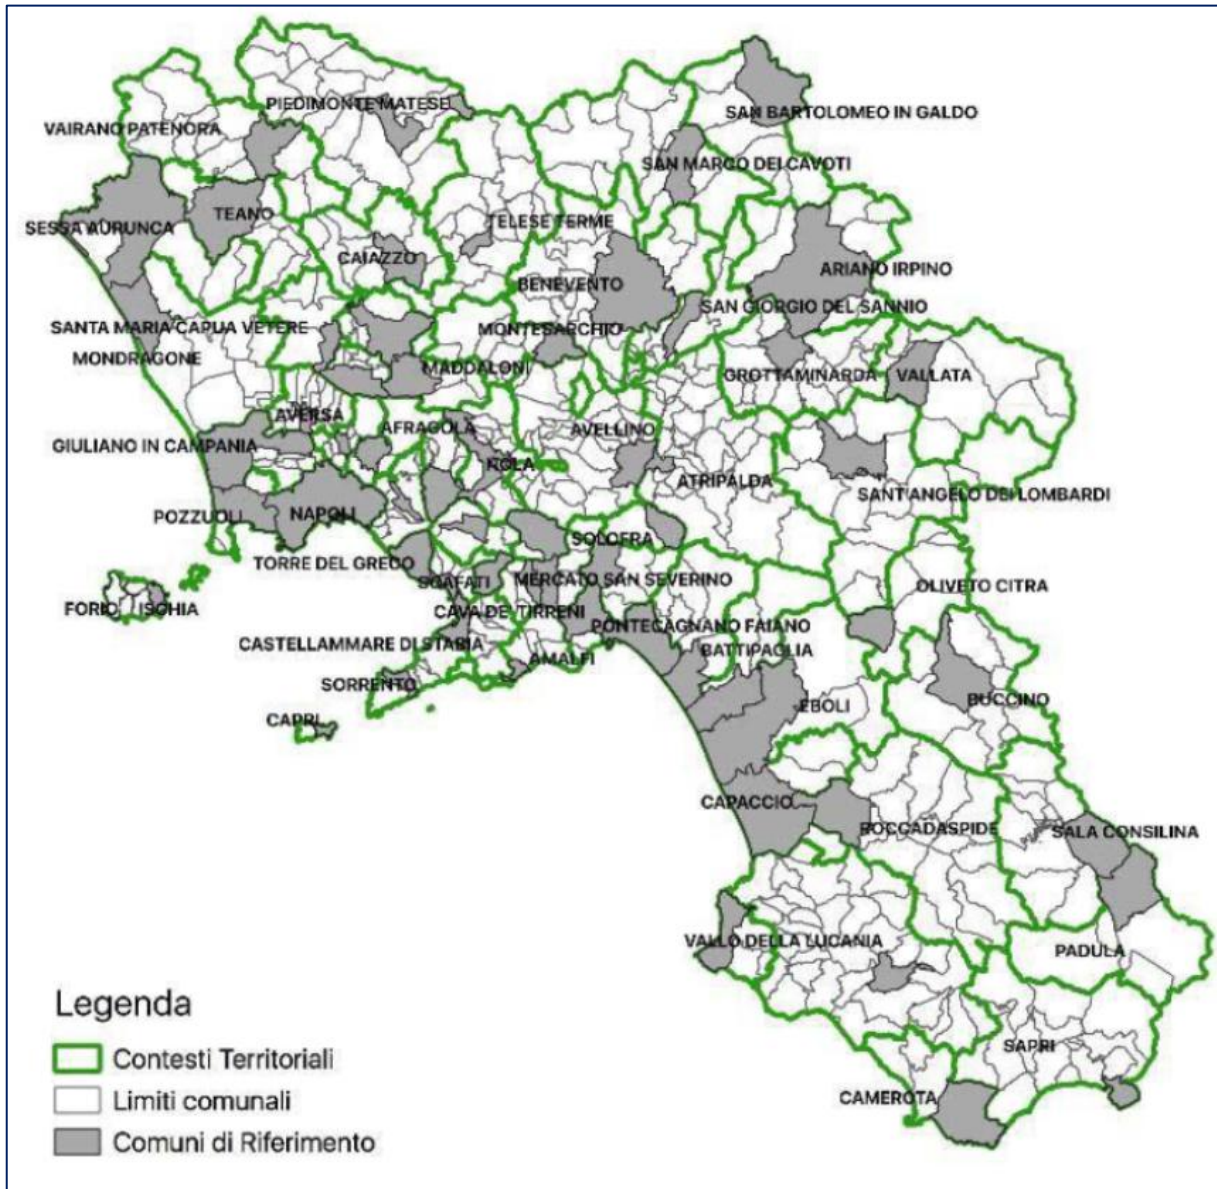 PIEDIMONTE MATESE
SAN BARTOLOMEO IN GALDO
VAIRANO PATENORA
SAN MARCO DEI CAVOTI
TEANO
TELESE TERME
SESSA AURUNCA
CAIAZZO
ARIANO IRPINO
BENEVENTO
SAN GIORGIO DEL SANNIO
SANTA MARIA CAPUA VETERE
MONTESARCHIO
MONDRAGONE
MADDALONI
GROTTAMINARDA
VALLATA
AVERSA
AFRAGOLA
AVELLINO
GIULIANO IN CAMPANIA
NOLA
ATRIPALDA
SANT'ANGELO DEI LOMBARDI
POZZUOLI
NAPOLI
SOLOFRA
TORRE DEL GRECO
SCAFATI
MERCATO SAN SEVERINO
OLIVETO CITRA
FORIO
ISCHIA
CAVA DE' TIRRENI
PONTECAGNANO FAIANO
CASTELLAMMARE DI STABIA
BATTIPAGLIA
AMALFI
SORRENTO
BUCCINO
EBOLI
CAPRI
CAPACCIO
ROCCADASPIDE
SALA CONSILINA
VALLO DELLA LUCANIA
PADULA
SAPRI
CAMEROTA
Legenda
Contesti Territoriali
Limiti comunali
Comuni di Riferimento